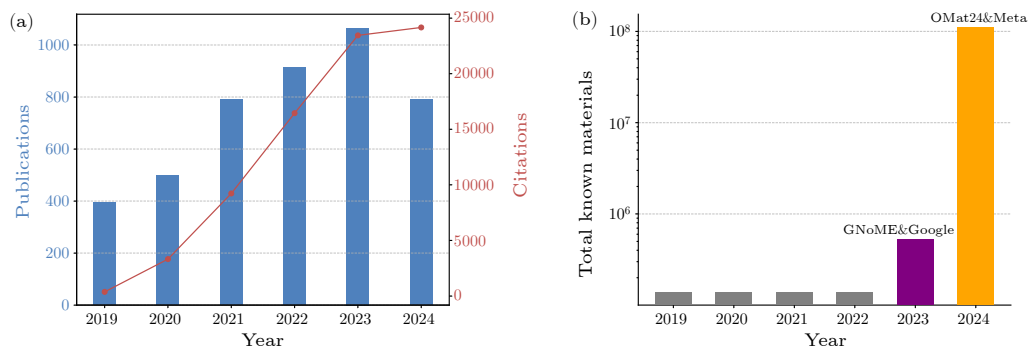 (a)
Publications
1000
800
600
400
200
0
25000
20000
15000
10000
5000
0
Citations
2019 2020 2021 2022 2023 2024
Year
(b)
Total known materials
10⁸
10⁷
10⁶
OMat24&Meta
GNoME&Google
2019 2020 2021 2022 2023 2024
Year